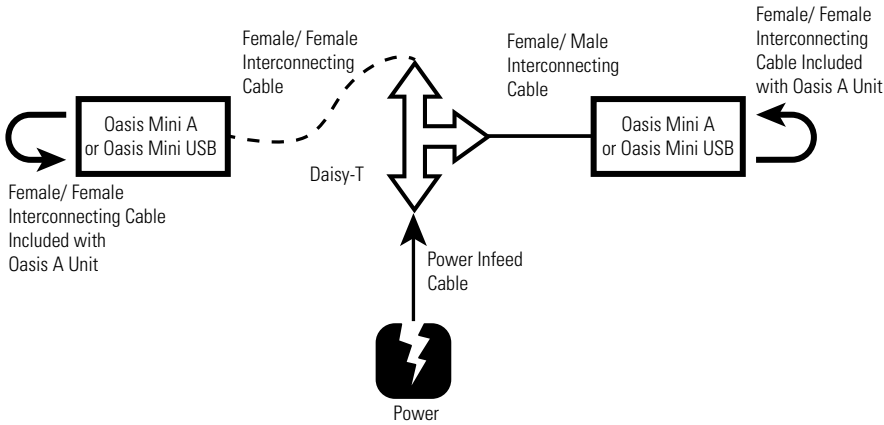 Female/ Female
Interconnecting
Cable
Female/ Male
Interconnecting
Cable
Female/ Female
Interconnecting
Cable Included
with Oasis A Unit
Oasis Mini A
or Oasis Mini USB
Oasis Mini A
or Oasis Mini USB
Daisy-T
Female/ Female
Interconnecting Cable
Included with
Oasis A Unit
Power Infeed
Cable
Power